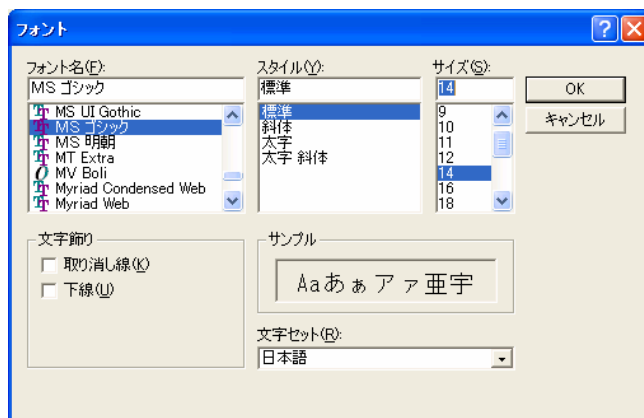 フォント
フォント名(F):
MS ゴシック
MS UI Gothic
MS ゴシック
MS 明朝
MT Extra
MV Boli
Myriad Condensed Web
Myriad Web
スタイル(Y):
標準
標準
斜体
太字
太字 斜体
サイズ(S):
14
9
10
11
12
14
16
18
OK
キャンセル
文字飾り
取り消し線(K)
下線(U)
サンプル
Aaあぁアァ亜宇
文字セット(R):
日本語